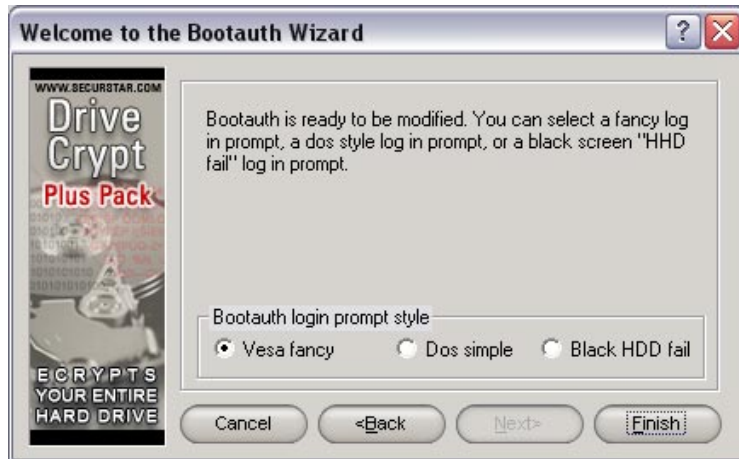 Welcome to the Bootauth Wizard
WWW.SECURSTAR.COM
Drive
Crypt
Plus Pack
Bootauth is ready to be modified. You can select a fancy log
in prompt, a dos style log in prompt, or a black screen "HHD
fail" log in prompt.
Bootauth login prompt style
Vesa fancy Dos simple Black HDD fail
ECRYPTS
YOUR ENTIRE
HARD DRIVE
Cancel <Back Next> Finish